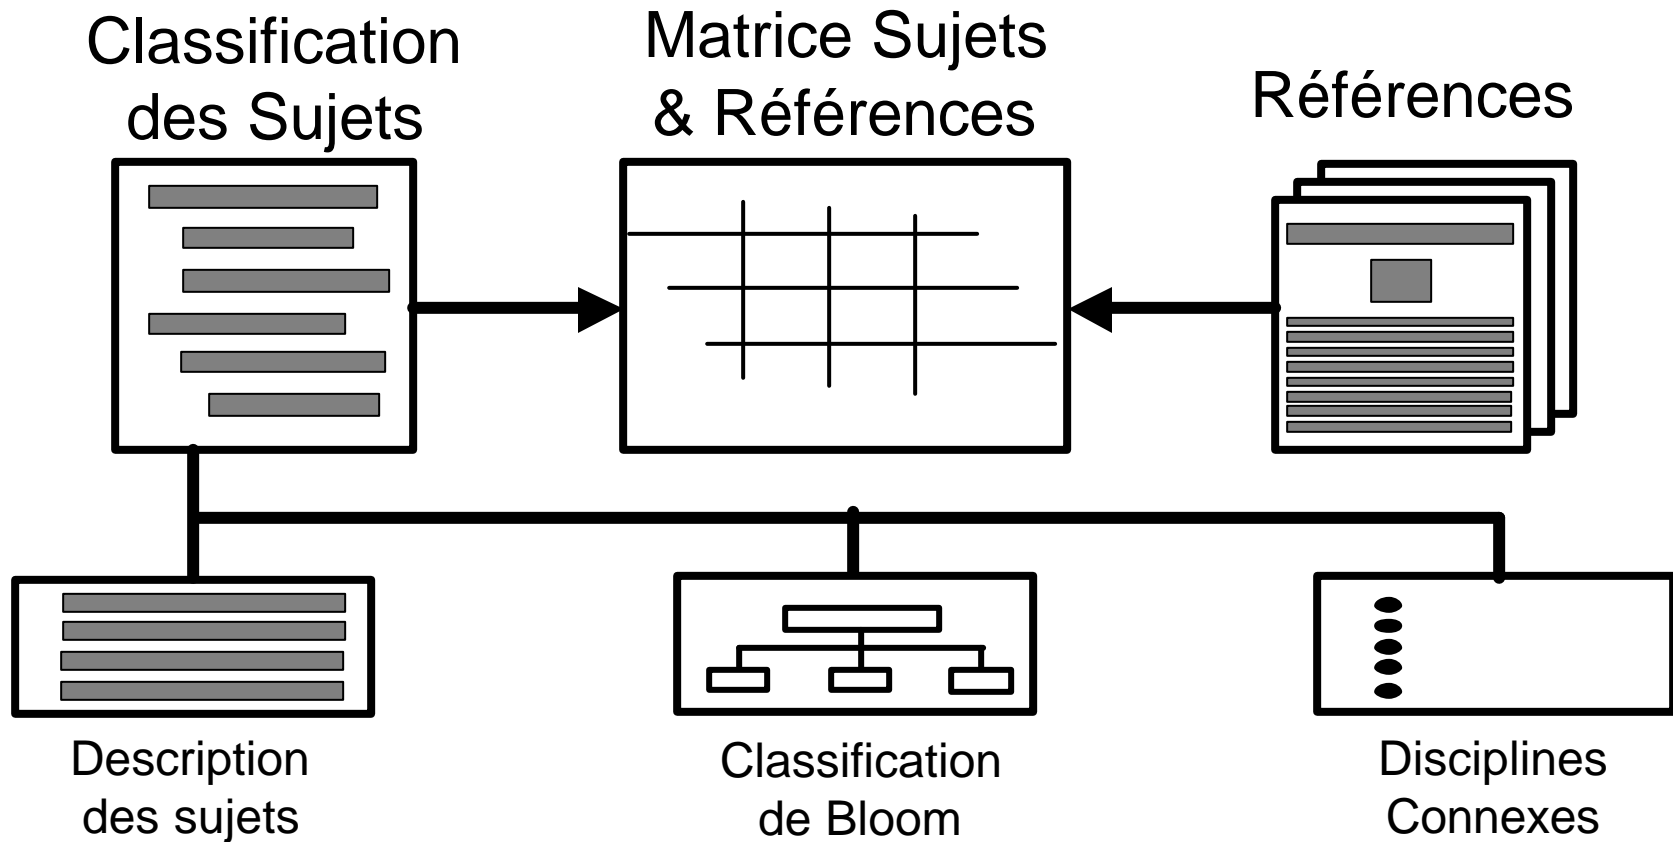 Classification
des Sujets
Matrice Sujets
& Références
Références
Description
des sujets
Classification
de Bloom
Disciplines
Connexes